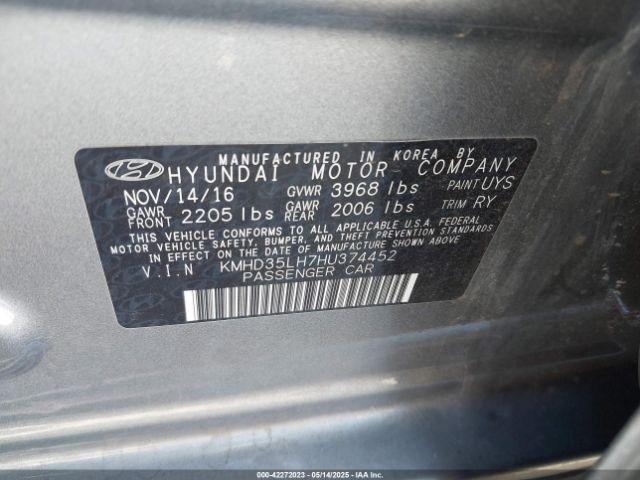 MANUFACTURED IN KOREA BY
HYUNDAI MOTOR COMPANY
NOV/14/16 GVWR 3968 lbs PAINT UYS
GAWR FRONT 2205 lbs GAWR REAR 2006 lbs TRIM RY
THIS VEHICLE CONFORMS TO ALL APPLICABLE U.S.A. FEDERAL
MOTOR VEHICLE SAFETY, BUMPER, AND THEFT PREVENTION STANDARDS
IN EFFECT ON THE DATE OF MANUFACTURE SHOWN ABOVE.
V.I.N KMHD35LH7HU374452
PASSENGER CAR
000-42272023 - 05/14/2025 - IAAI.COM